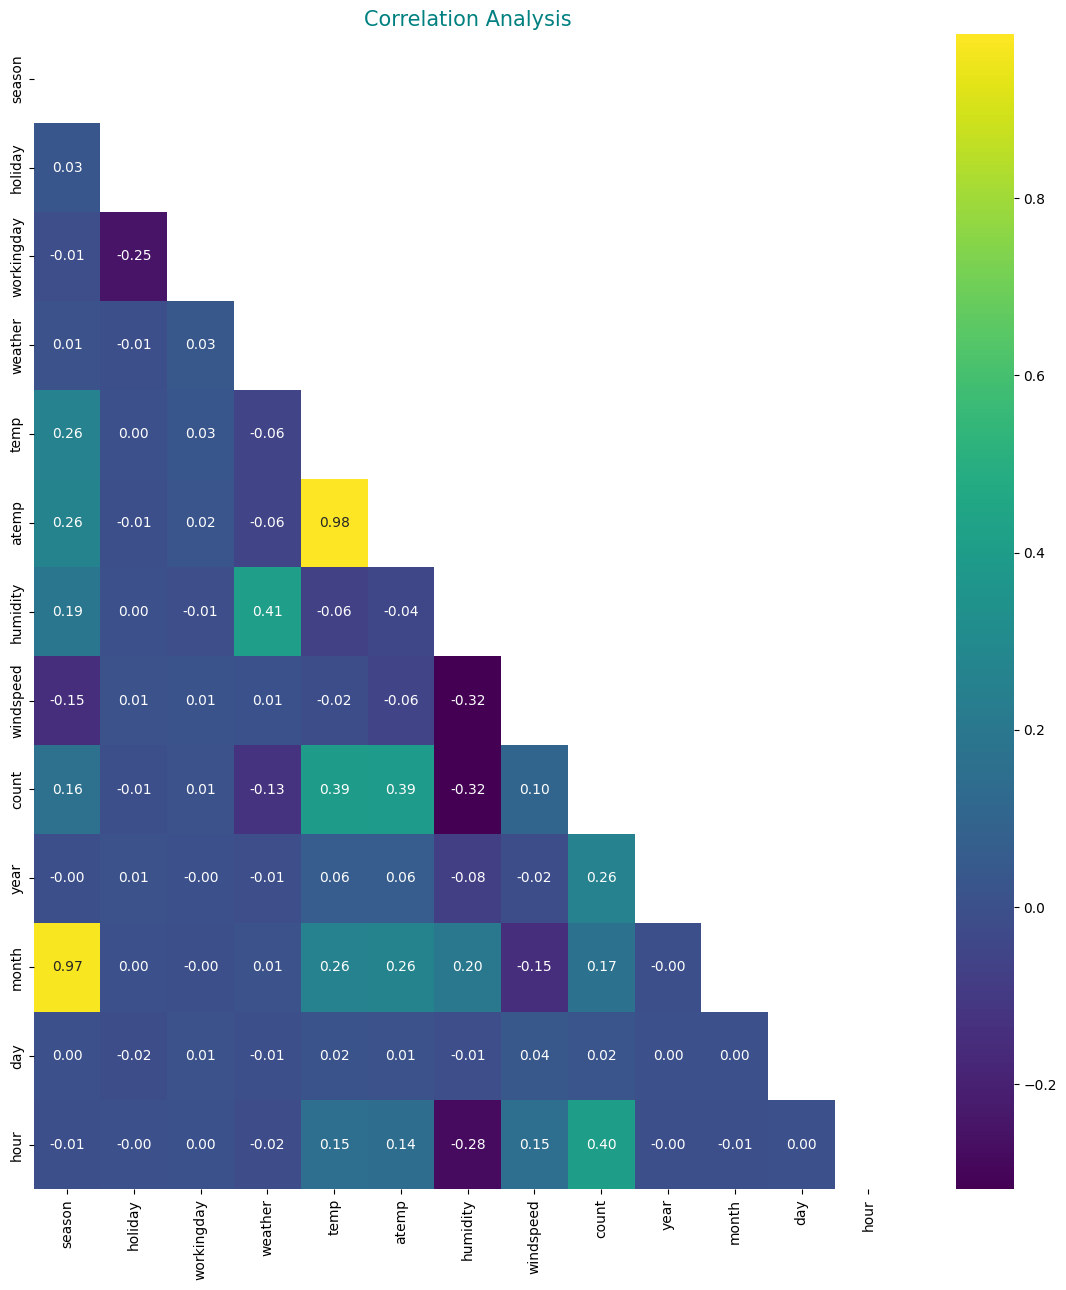 Correlation Analysis
season
holiday 0.03
workingday -0.01 -0.25
weather 0.01 -0.01 0.03
temp 0.26 0.00 0.03 -0.06
atemp 0.26 -0.01 0.02 -0.06 0.98
humidity 0.19 0.00 -0.01 0.41 -0.06 -0.04
windspeed -0.15 0.01 0.01 0.01 -0.02 -0.06 -0.32
count 0.16 -0.01 0.01 -0.13 0.39 0.39 -0.32 0.10
year -0.00 0.01 -0.00 -0.01 0.06 0.06 -0.08 -0.02 0.26
month 0.97 0.00 -0.00 0.01 0.26 0.26 0.20 -0.15 0.17 -0.00
day 0.00 -0.02 0.01 -0.01 0.02 0.01 -0.01 0.04 0.02 0.00 0.00
hour -0.01 -0.00 0.00 -0.02 0.15 0.14 -0.28 0.15 0.40 -0.00 -0.01 0.00
season holiday workingday weather temp atemp humidity windspeed count year month day hour
0.8
0.6
0.4
0.2
0.0
−0.2